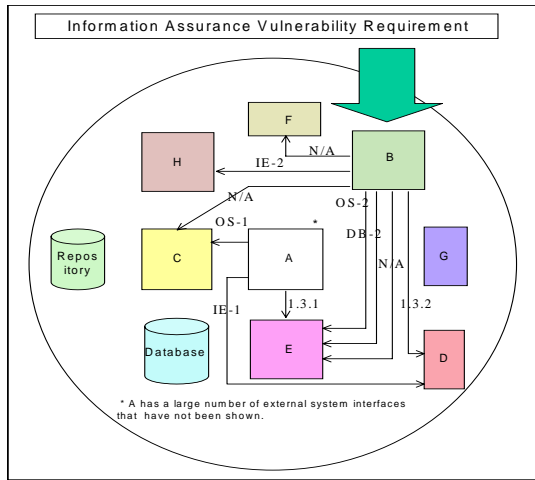 Information Assurance Vulnerability Requirement
F
N/A
B
H
IE-2
N/A
OS-2
OS-1
*
DB-2
Repos
itory
C
A
N/A
G
IE-1
1.3.1
1.3.2
Database
E
D
* A has a large number of external system interfaces
that have not been shown.